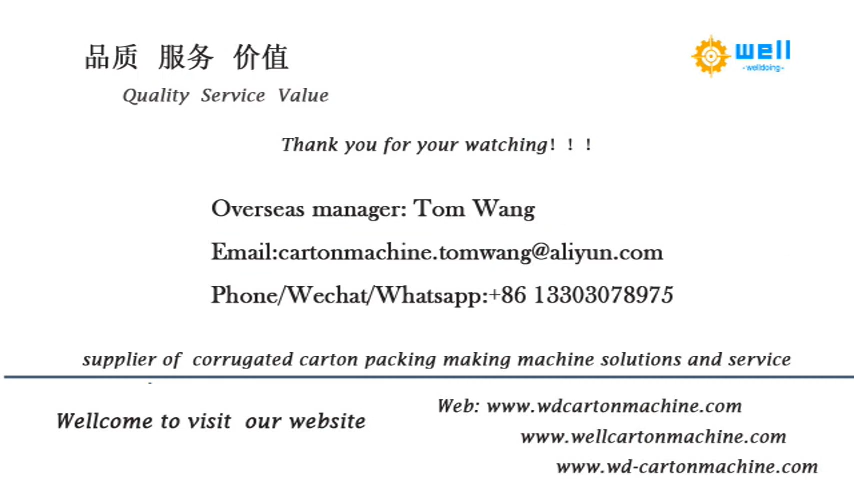 品质 服务 价值
well
-welldoing-
Quality Service Value
Thank you for your watching！！！
Overseas manager: Tom Wang
Email:cartonmachine.tomwang@aliyun.com
Phone/Wechat/Whatsapp:+86 13303078975
supplier of corrugated carton packing making machine solutions and service
Wellcome to visit our website
Web: www.wdcartonmachine.com
www.wellcartonmachine.com
www.wd-cartonmachine.com